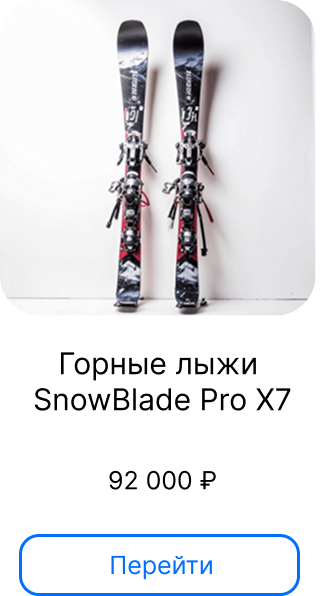 Горные лыжи
SnowBlade Pro X7
92 000 ₽
Перейти